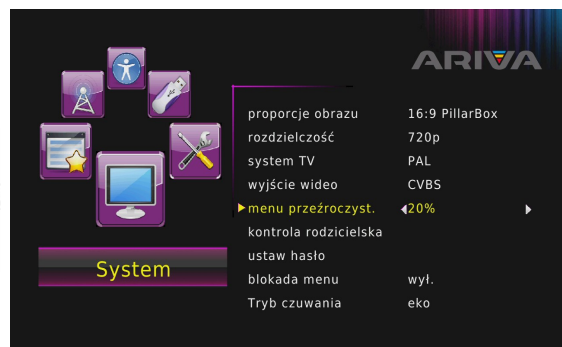 ARIVA
proporcje obrazu 16:9 PillarBox
rozdzielczość 720p
system TV PAL
wyjście wideo CVBS
menu przeźroczyst. 20%
kontrola rodzicielska
ustaw hasło
blokada menu wył.
Tryb czuwania eko
System